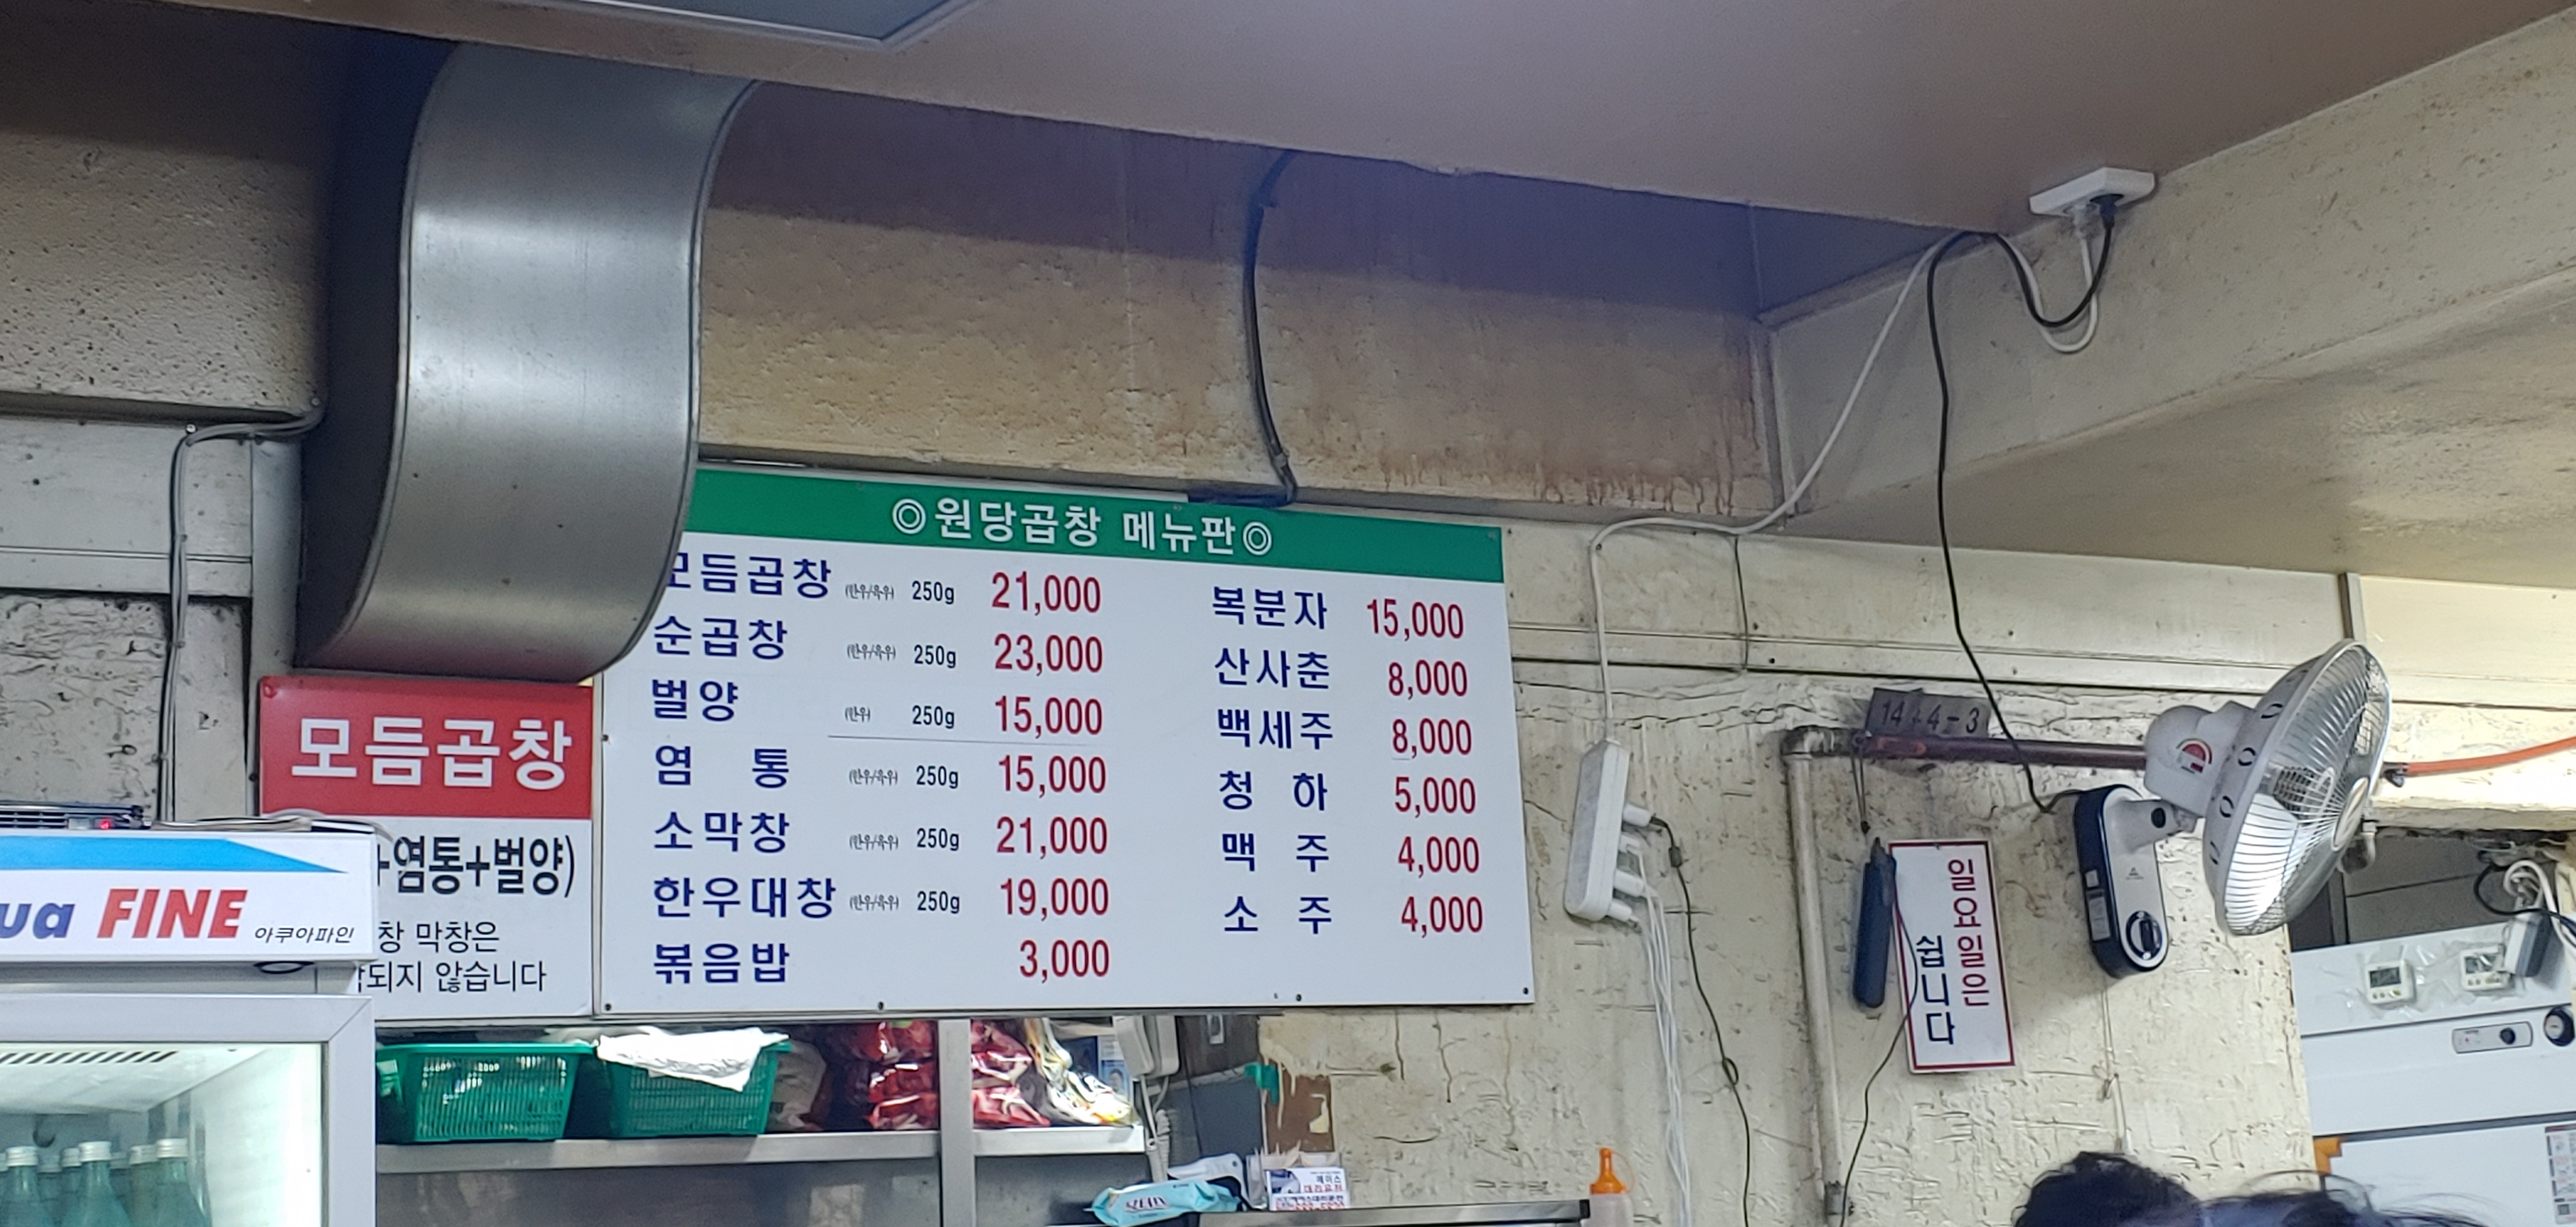 ◎원당곱창 메뉴판◎
모듬곱창 (한우/육우) 250g 21,000
순곱창 (한우/육우) 250g 23,000
벌양 (한우) 250g 15,000
염 통 (한우/육우) 250g 15,000
소막창 (한우/육우) 250g 21,000
한우대창 (한우/육우) 250g 19,000
볶음밥 3,000
복분자 15,000
산사춘 8,000
백세주 8,000
청 하 5,000
맥 주 4,000
소 주 4,000
모듬곱창
+염통+벌양)
창 막창은
되지 않습니다
ua FINE 아쿠아파인
14-4-3
일요일은
쉽니다